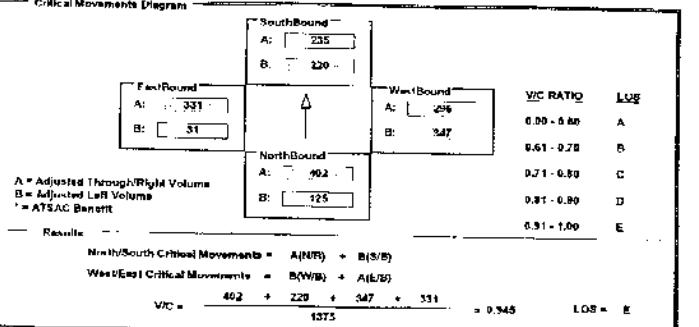 Critical Movements Diagram
SouthBound
A: 235
B: 220
EastBound
A: 331
B: 31
WestBound
A: 296
B: 347
NorthBound
A: 402
B: 125
V/C RATIO LOS
0.00 - 0.60 A
0.61 - 0.70 B
0.71 - 0.80 C
0.81 - 0.90 D
0.91 - 1.00 E
A = Adjusted Through/Right Volume
B = Adjusted Left Volume
* = ATSAC Benefit
Results
North/South Critical Movements = A(N/B) + B(S/B)
West/East Critical Movements = B(W/B) + A(E/B)
V/C = 402 + 220 + 347 + 331 = 0.945 LOS = E
1375